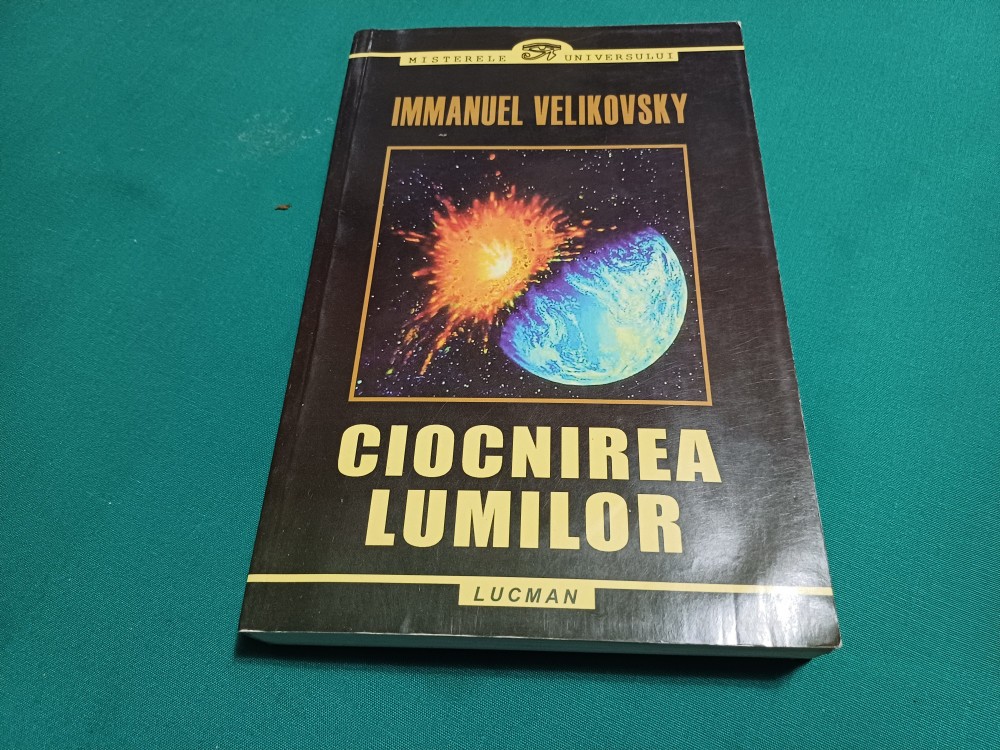 MISTERELE UNIVERSULUI
IMMANUEL VELIKOVSKY
CIOCNIREA
LUMILOR
LUCMAN